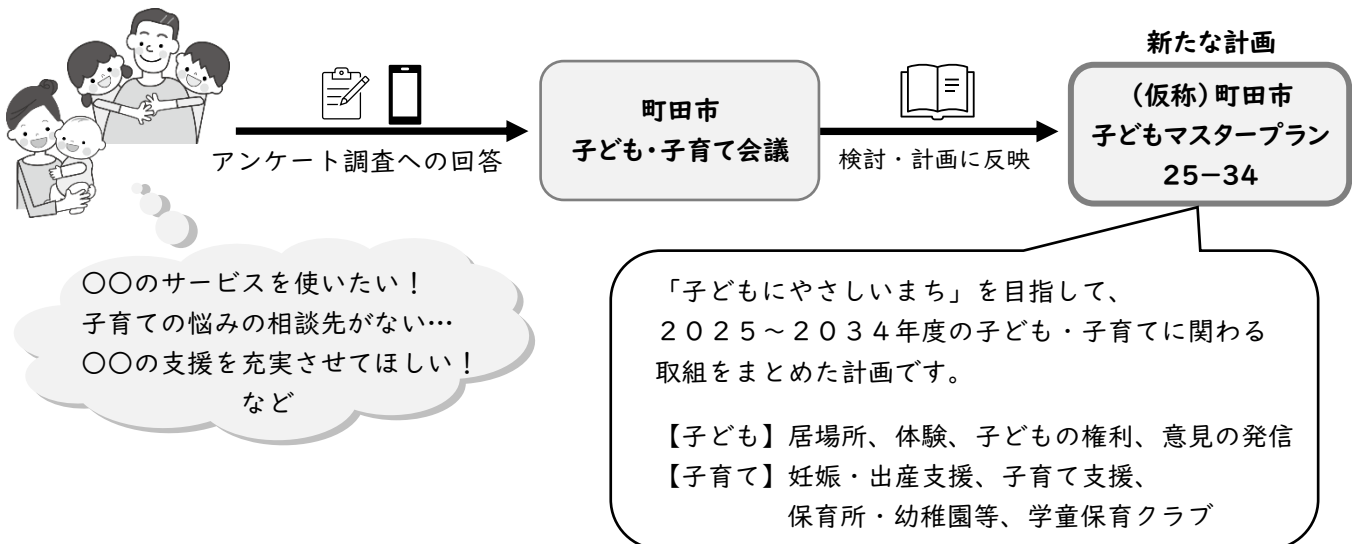 新たな計画
(仮称)町田市
子どもマスタープラン
25−34
町田市
子ども・子育て会議
アンケート調査への回答
検討・計画に反映
〇〇のサービスを使いたい!
子育ての悩みの相談先がない…
〇〇の支援を充実させてほしい!
など
「子どもにやさしいまち」を目指して、
2025~2034年度の子ども・子育てに関わる
取組をまとめた計画です。
【子ども】居場所、体験、子どもの権利、意見の発信
【子育て】妊娠・出産支援、子育て支援、
保育所・幼稚園等、学童保育クラブ